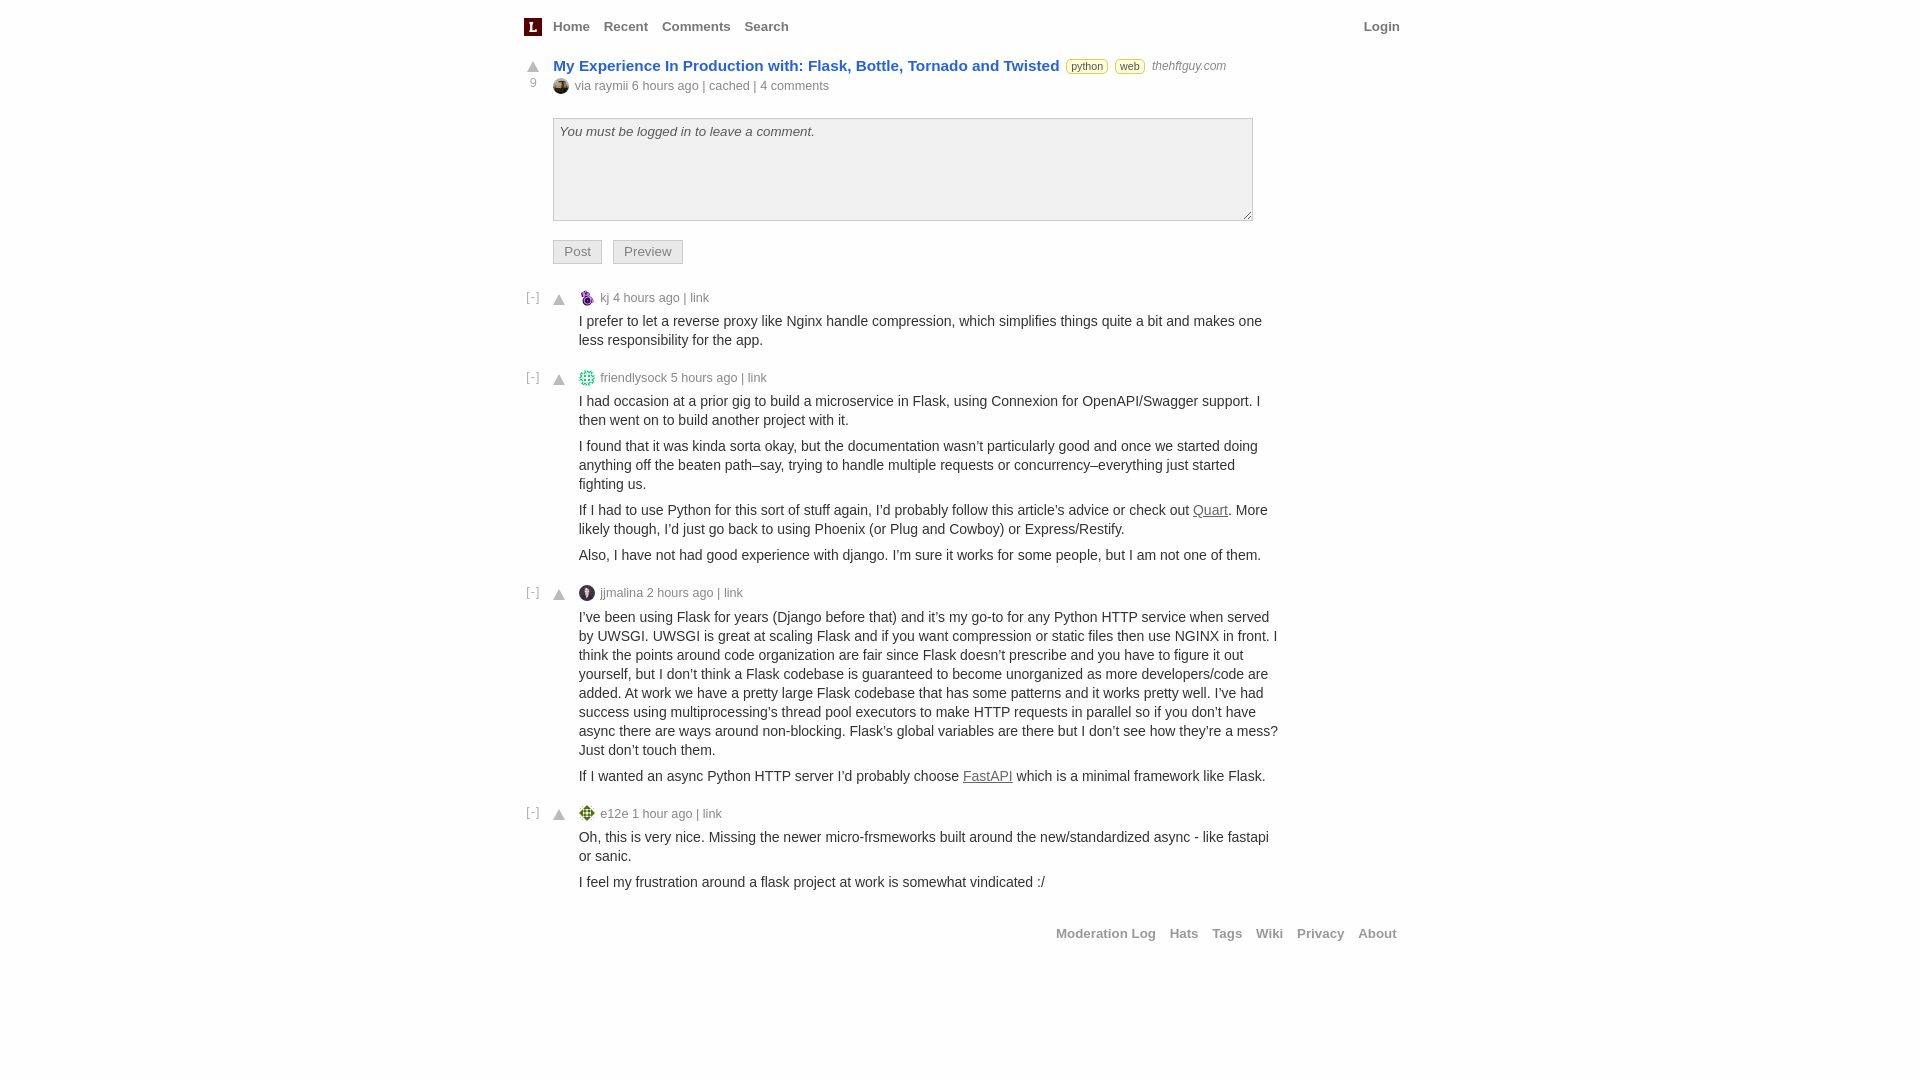 L Home Recent Comments Search Login
My Experience In Production with: Flask, Bottle, Tornado and Twisted python web thehftguy.com
9
via raymii 6 hours ago | cached | 4 comments
You must be logged in to leave a comment.
Post Preview
[-] kj 4 hours ago | link
I prefer to let a reverse proxy like Nginx handle compression, which simplifies things quite a bit and makes one
less responsibility for the app.
[-] friendlysock 5 hours ago | link
I had occasion at a prior gig to build a microservice in Flask, using Connexion for OpenAPI/Swagger support. I
then went on to build another project with it.
I found that it was kinda sorta okay, but the documentation wasn’t particularly good and once we started doing
anything off the beaten path–say, trying to handle multiple requests or concurrency–everything just started
fighting us.
If I had to use Python for this sort of stuff again, I’d probably follow this article’s advice or check out Quart. More
likely though, I’d just go back to using Phoenix (or Plug and Cowboy) or Express/Restify.
Also, I have not had good experience with django. I’m sure it works for some people, but I am not one of them.
[-] jjmalina 2 hours ago | link
I’ve been using Flask for years (Django before that) and it’s my go-to for any Python HTTP service when served
by UWSGI. UWSGI is great at scaling Flask and if you want compression or static files then use NGINX in front. I
think the points around code organization are fair since Flask doesn’t prescribe and you have to figure it out
yourself, but I don’t think a Flask codebase is guaranteed to become unorganized as more developers/code are
added. At work we have a pretty large Flask codebase that has some patterns and it works pretty well. I’ve had
success using multiprocessing’s thread pool executors to make HTTP requests in parallel so if you don’t have
async there are ways around non-blocking. Flask’s global variables are there but I don’t see how they’re a mess?
Just don’t touch them.
If I wanted an async Python HTTP server I’d probably choose FastAPI which is a minimal framework like Flask.
[-] e12e 1 hour ago | link
Oh, this is very nice. Missing the newer micro-frsmeworks built around the new/standardized async - like fastapi
or sanic.
I feel my frustration around a flask project at work is somewhat vindicated :/
Moderation Log Hats Tags Wiki Privacy About